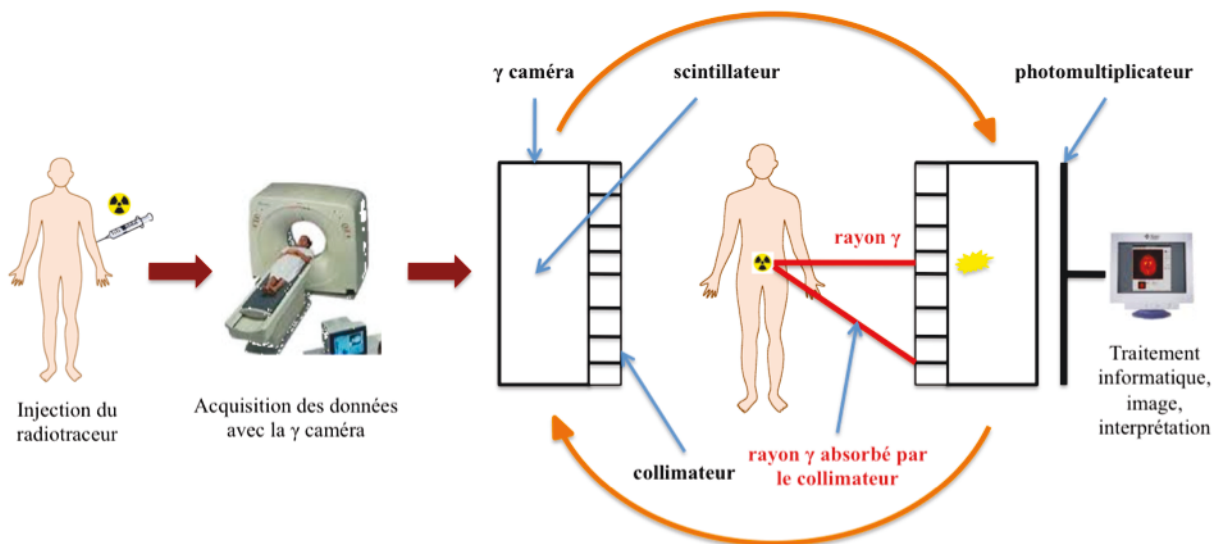 γ caméra
scintillateur
photomultiplicateur
rayon γ
Injection du
radiotraceur
Acquisition des données
avec la γ caméra
collimateur
rayon γ absorbé par
le collimateur
Traitement
informatique,
image,
interprétation